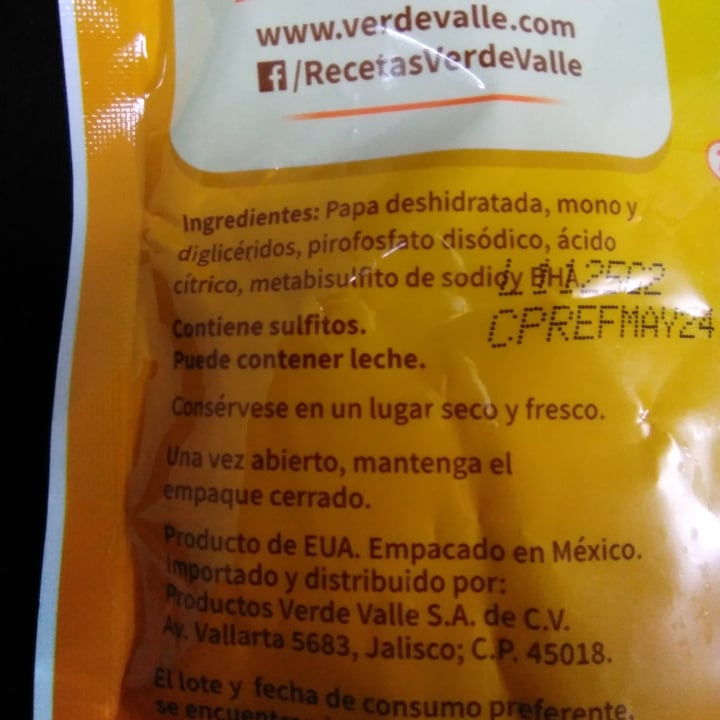 www.verdevalle.com
f/RecetasVerdeValle
Ingredientes: Papa deshidratada, mono y
diglicéridos, pirofosfato disódico, ácido
cítrico, metabisulfito de sodio y BHA
CPREFMAY24
Contiene sulfitos.
Puede contener leche.
Consérvese en un lugar seco y fresco.
Una vez abierto, mantenga el
empaque cerrado.
Producto de EUA. Empacado en México.
Importado y distribuido por:
Productos Verde Valle S.A. de C.V.
Av. Vallarta 5683, Jalisco; C.P. 45018.
El lote y fecha de consumo preferente,
se